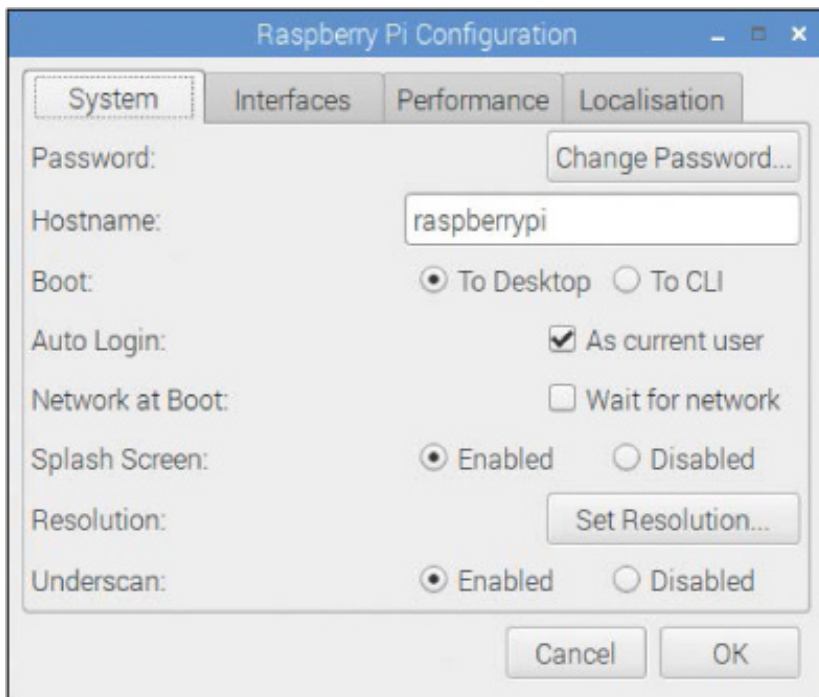 Raspberry Pi Configuration
System Interfaces Performance Localisation
Password: Change Password...
Hostname: raspberrypi
Boot: To Desktop To CLI
Auto Login: As current user
Network at Boot: Wait for network
Splash Screen: Enabled Disabled
Resolution: Set Resolution...
Underscan: Enabled Disabled
Cancel OK